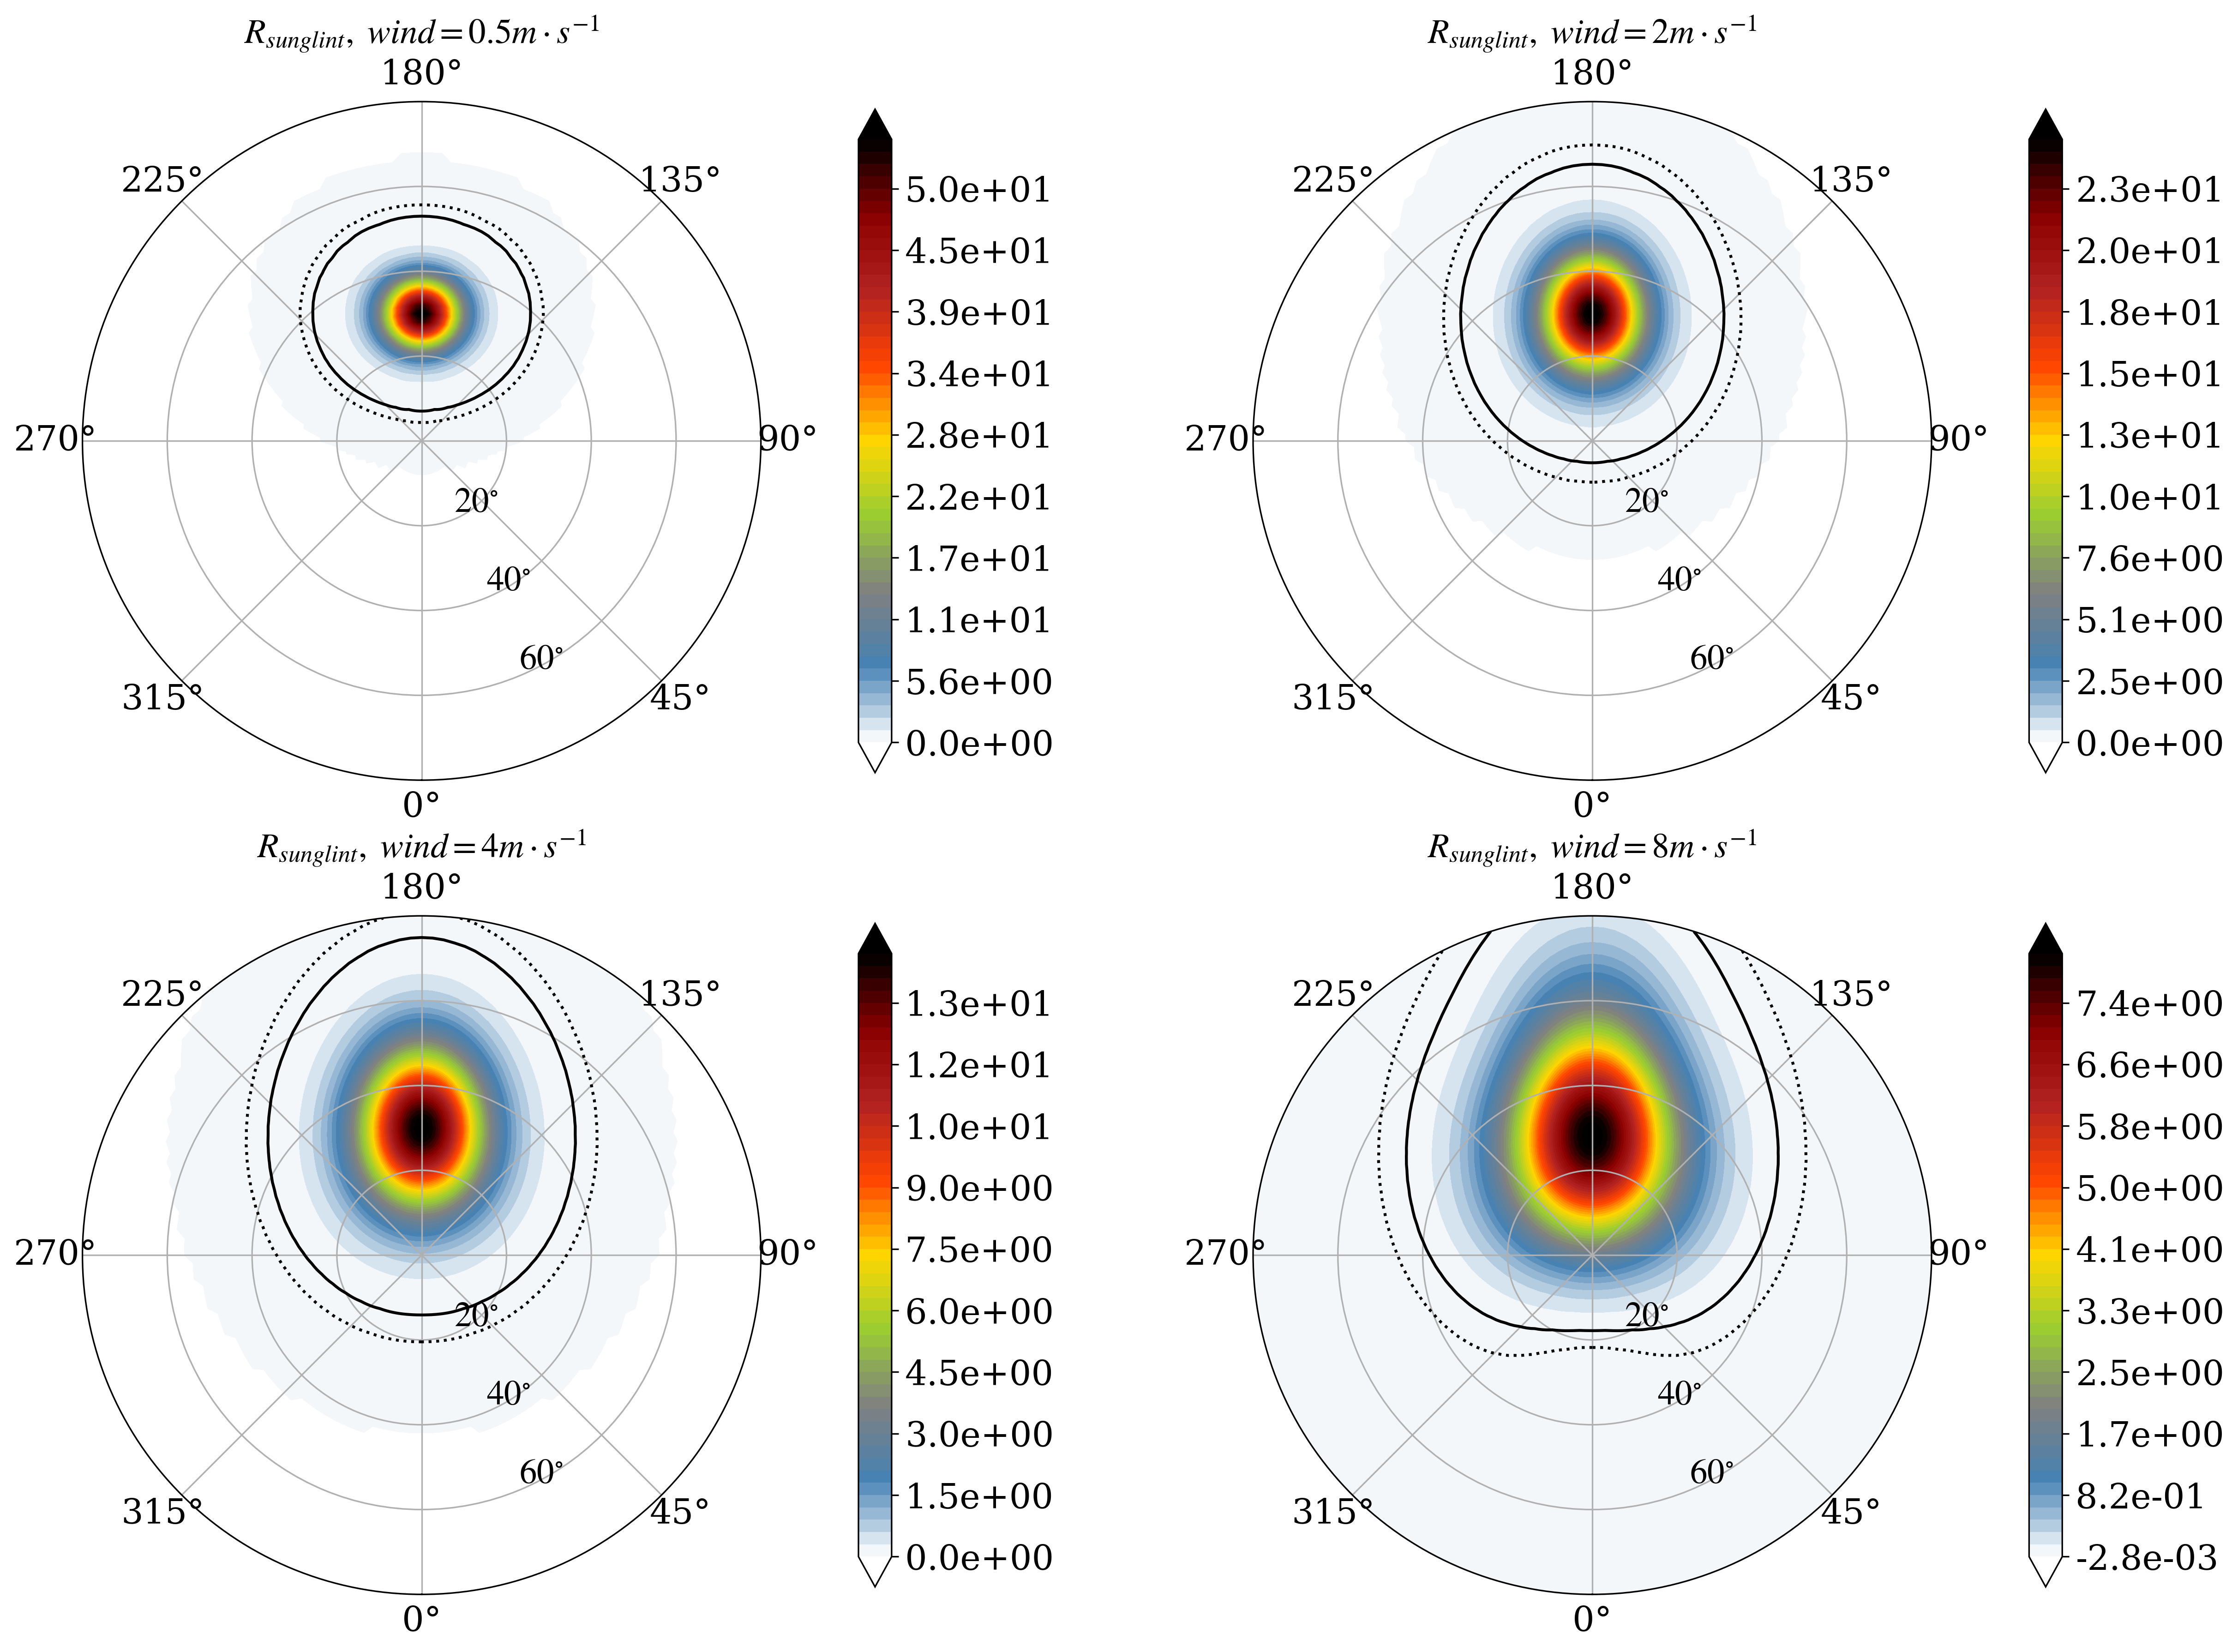 R_sunglint, wind = 0.5m · s⁻¹
180°
225°
135°
270°
90°
20°
40°
60°
315°
45°
0°
5.0e+01
4.5e+01
3.9e+01
3.4e+01
2.8e+01
2.2e+01
1.7e+01
1.1e+01
5.6e+00
0.0e+00
R_sunglint, wind = 2m · s⁻¹
180°
225°
135°
270°
90°
20°
40°
60°
315°
45°
0°
2.3e+01
2.0e+01
1.8e+01
1.5e+01
1.3e+01
1.0e+01
7.6e+00
5.1e+00
2.5e+00
0.0e+00
R_sunglint, wind = 4m · s⁻¹
180°
225°
135°
270°
90°
20°
40°
60°
315°
45°
0°
1.3e+01
1.2e+01
1.0e+01
9.0e+00
7.5e+00
6.0e+00
4.5e+00
3.0e+00
1.5e+00
0.0e+00
R_sunglint, wind = 8m · s⁻¹
180°
225°
135°
270°
90°
20°
40°
60°
315°
45°
0°
7.4e+00
6.6e+00
5.8e+00
5.0e+00
4.1e+00
3.3e+00
2.5e+00
1.7e+00
8.2e-01
-2.8e-03